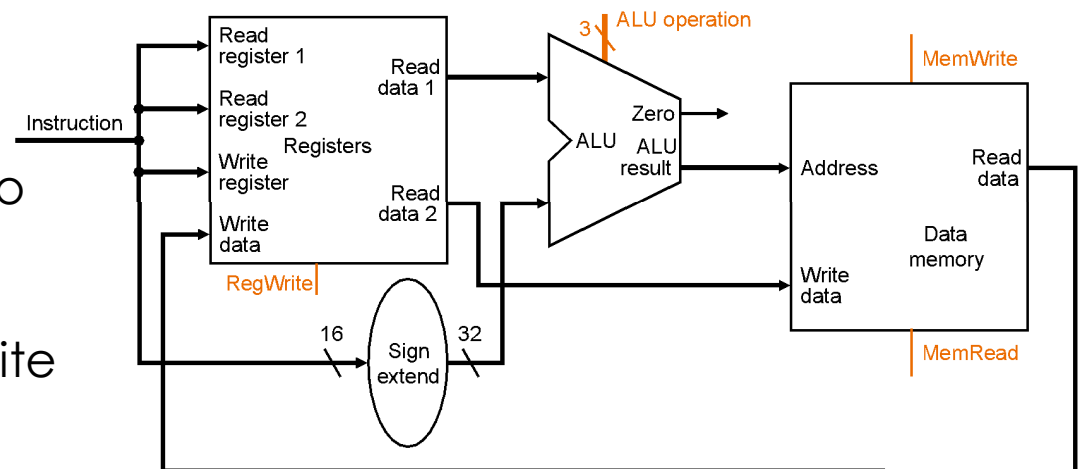 Instruction
o
ite
Read
register 1
Read
register 2
Write
register
Write
data
Registers
Read
data 1
Read
data 2
RegWrite
16
Sign
extend
32
3
ALU operation
Zero
ALU
ALU
result
MemWrite
Address
Read
data
Data
memory
Write
data
MemRead